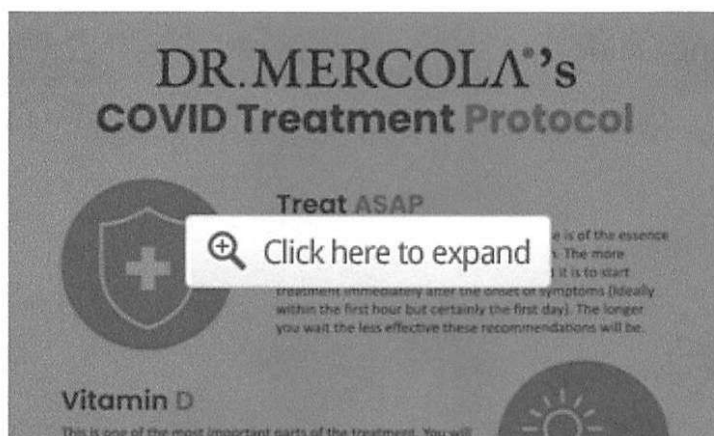 DR.MERCOLA®'s
COVID Treatment Protocol
Treat ASAP
Click here to expand
e is of the essence
. The more
it is to start
treatment immediately after the onset of symptoms (Ideally
within the first hour but certainly the first day). The longer
you wait the less effective these recommendations will be.
Vitamin D
This is one of the most important parts of the treatment. You will